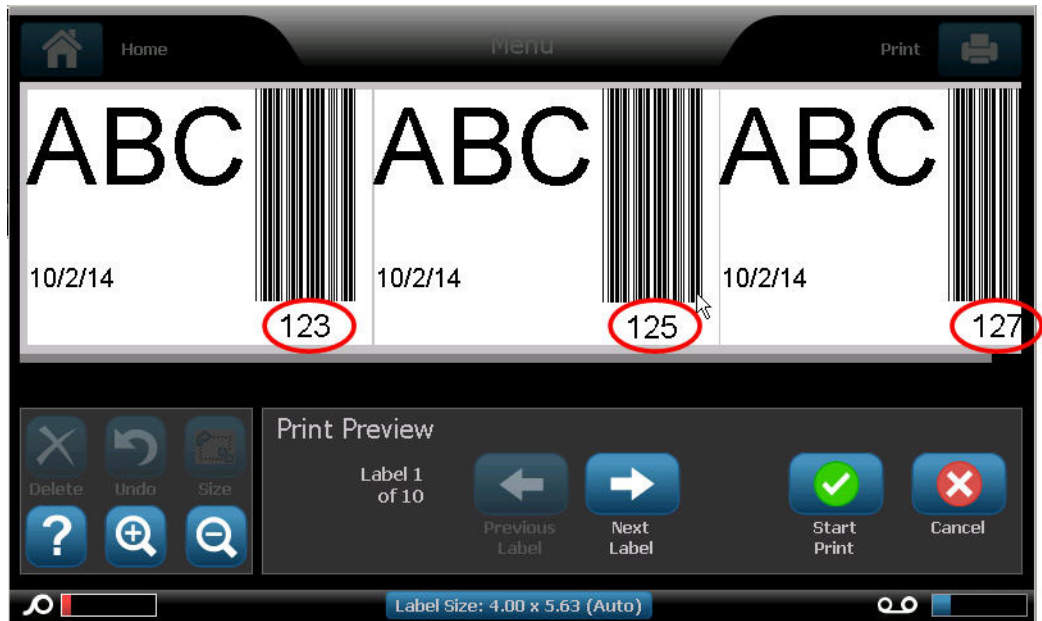 Home
Menu
Print
ABC
ABC
ABC
10/2/14
10/2/14
10/2/14
123
125
127
Print Preview
Label 1
of 10
Delete
Undo
Size
Previous
Label
Next
Label
Start
Print
Cancel
?
Label Size: 4.00 x 5.63 (Auto)